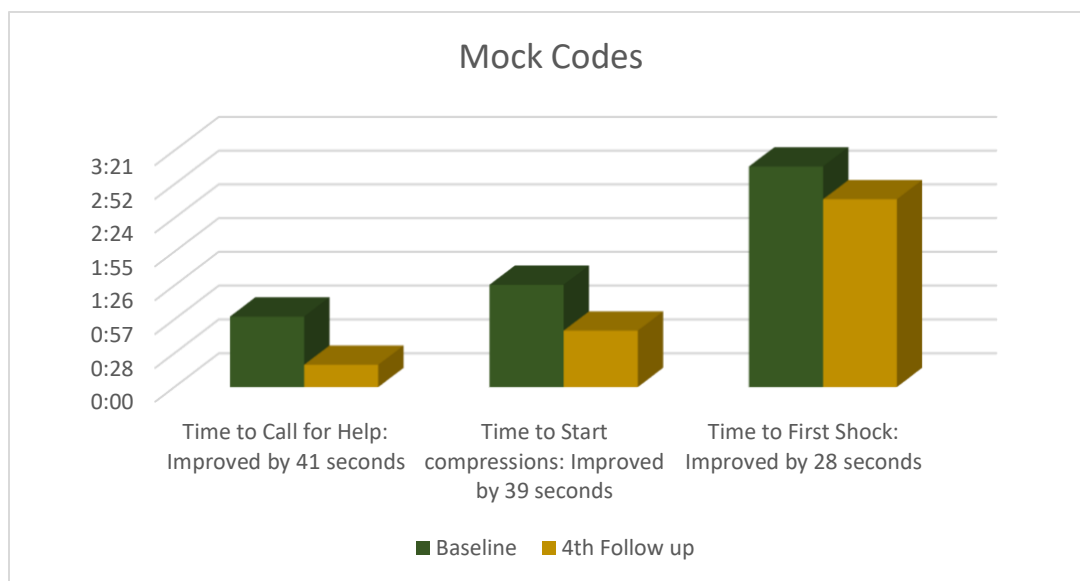 Mock Codes
3:21
2:52
2:24
1:55
1:26
0:57
0:28
0:00
Time to Call for Help:
Improved by 41 seconds
Time to Start
compressions: Improved
by 39 seconds
Time to First Shock:
Improved by 28 seconds
Baseline
4th Follow up